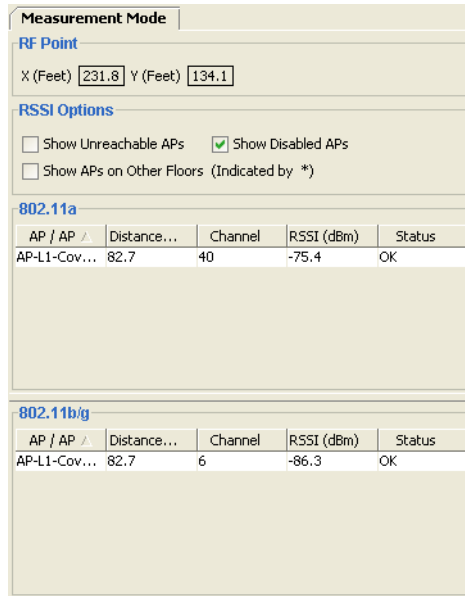 Measurement Mode
RF Point
X (Feet) 231.8 Y (Feet) 134.1
RSSI Options
Show Unreachable APs Show Disabled APs
Show APs on Other Floors (Indicated by *)
802.11a
AP / AP Distance... Channel RSSI (dBm) Status
AP-L1-Cov... 82.7 40 -75.4 OK
802.11b/g
AP / AP Distance... Channel RSSI (dBm) Status
AP-L1-Cov... 82.7 6 -86.3 OK